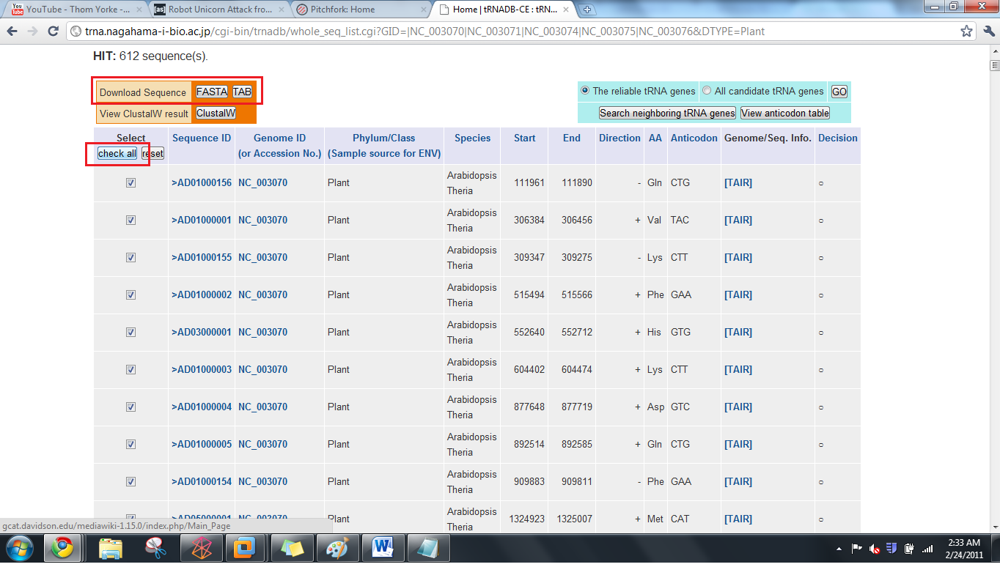 YouTube - Thom Yorke -...
Robot Unicorn Attack fro...
Pitchfork: Home
Home | tRNADB-CE : tRN...
trna.nagahama-i-bio.ac.jp/cgi-bin/trnadb/whole_seq_list.cgi?GID=|NC_003070|NC_003071|NC_003074|NC_003075|NC_003076&DTYPE=Plant
HIT: 612 sequence(s).
Download Sequence FASTA TAB
View ClustalW result ClustalW
The reliable tRNA genes All candidate tRNA genes GO
Search neighboring tRNA genes View anticodon table
Select Sequence ID Genome ID Phylum/Class Species Start End Direction AA Anticodon Genome/Seq. Info. Decision
check all reset (or Accession No.) (Sample source for ENV)
>AD01000156 NC_003070 Plant Arabidopsis Theria 111961 111890 - Gln CTG [TAIR] ○
>AD01000001 NC_003070 Plant Arabidopsis Theria 306384 306456 + Val TAC [TAIR] ○
>AD01000155 NC_003070 Plant Arabidopsis Theria 309347 309275 - Lys CTT [TAIR] ○
>AD01000002 NC_003070 Plant Arabidopsis Theria 515494 515566 + Phe GAA [TAIR] ○
>AD03000001 NC_003070 Plant Arabidopsis Theria 552640 552712 + His GTG [TAIR] ○
>AD01000003 NC_003070 Plant Arabidopsis Theria 604402 604474 + Lys CTT [TAIR] ○
>AD01000004 NC_003070 Plant Arabidopsis Theria 877648 877719 + Asp GTC [TAIR] ○
>AD01000005 NC_003070 Plant Arabidopsis Theria 892514 892585 + Gln CTG [TAIR] ○
>AD01000154 NC_003070 Plant Arabidopsis Theria 909883 909811 - Phe GAA [TAIR] ○
>AD05000001 NC_003070 Plant Arabidopsis Theria 1324923 1325007 + Met CAT [TAIR] ○
gcat.davidson.edu/mediawiki-1.15.0/index.php/Main_Page
2:33 AM
2/24/2011